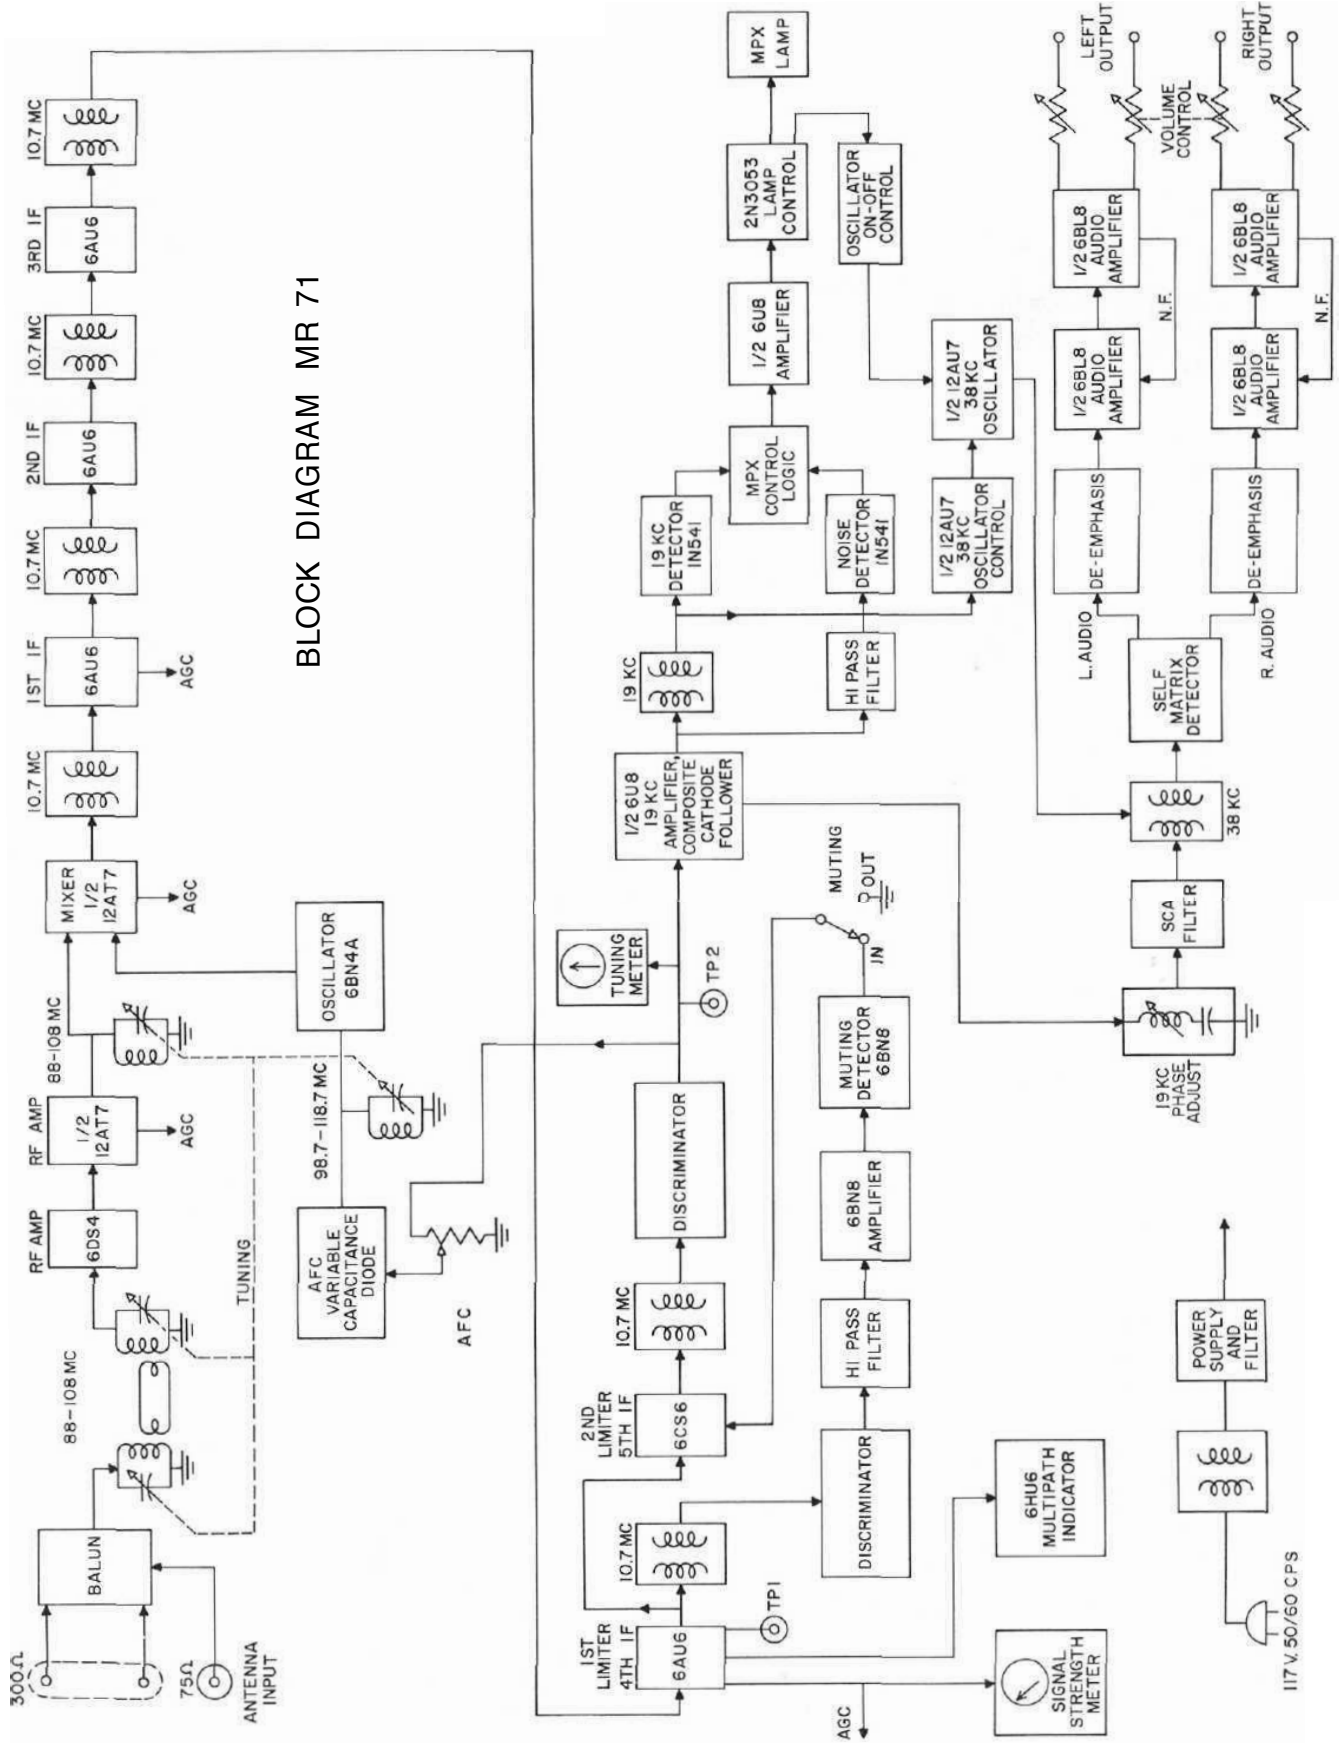 BLOCK DIAGRAM MR 71
300Ω
75Ω
ANTENNA
INPUT
BALUN
88-108 MC
RF AMP
6DS4
RF AMP
1/2
12AT7
AGC
88-108 MC
MIXER
1/2
12AT7
AGC
10.7 MC
1ST IF
6AU6
AGC
10.7 MC
2ND IF
6AU6
10.7 MC
3RD IF
6AU6
10.7 MC
TUNING
AFC
VARIABLE
CAPACITANCE
DIODE
98.7-118.7 MC
OSCILLATOR
6BN4A
AFC
1ST
LIMITER
4TH IF
6AU6
TP1
10.7 MC
2ND
LIMITER
5TH IF
6CS6
10.7 MC
DISCRIMINATOR
TP2
TUNING
METER
1/2 6U8
19 KC
AMPLIFIER,
COMPOSITE
CATHODE
FOLLOWER
19 KC
19 KC
DETECTOR
IN541
MPX
CONTROL
LOGIC
1/2 6U8
AMPLIFIER
2N3053
LAMP
CONTROL
MPX
LAMP
DISCRIMINATOR
HI PASS
FILTER
6BN8
AMPLIFIER
MUTING
DETECTOR
6BN8
IN
MUTING
OUT
HI PASS
FILTER
NOISE
DETECTOR
IN541
OSCILLATOR
ON-OFF
CONTROL
1/2 12AU7
38 KC
OSCILLATOR
CONTROL
1/2 12AU7
38 KC
OSCILLATOR
AGC
SIGNAL
STRENGTH
METER
6HU6
MULTIPATH
INDICATOR
19 KC
PHASE
ADJUST
SCA
FILTER
38 KC
SELF
MATRIX
DETECTOR
L. AUDIO
R. AUDIO
DE-EMPHASIS
1/2 6BL8
AUDIO
AMPLIFIER
1/2 6BL8
AUDIO
AMPLIFIER
N.F.
LEFT
OUTPUT
VOLUME
CONTROL
DE-EMPHASIS
1/2 6BL8
AUDIO
AMPLIFIER
1/2 6BL8
AUDIO
AMPLIFIER
N.F.
RIGHT
OUTPUT
117 V. 50/60 CPS
POWER
SUPPLY
AND
FILTER